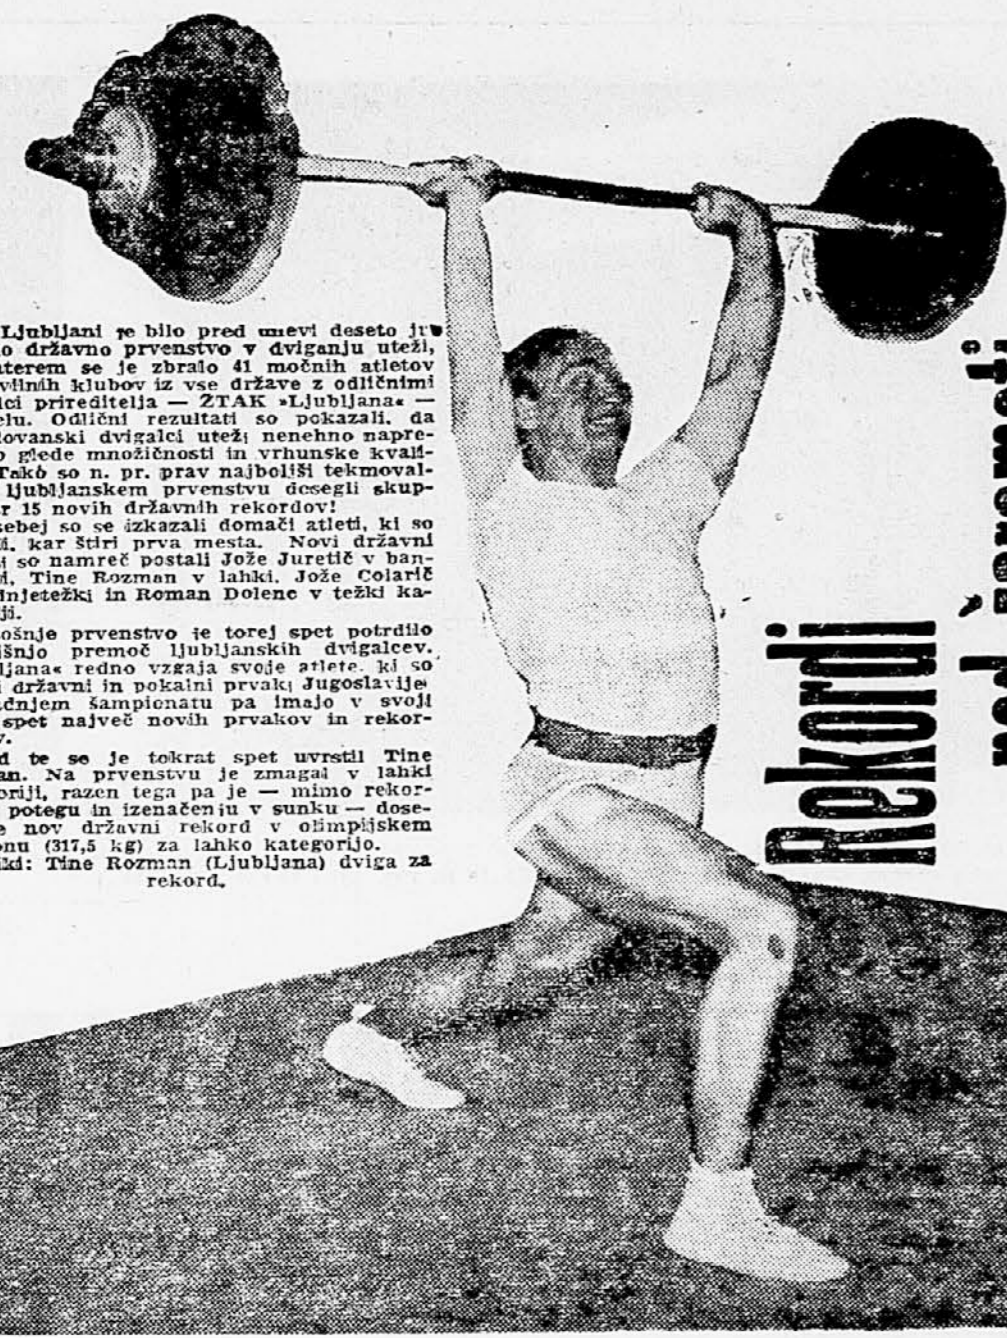 Ljubljani je bilo pred dnevi deseto ju
o državno prvenstvo v dviganju uteži,
aterem se je zbralo 41 močnih atletov
vilnih klubov iz vse države z odličnimi
lci prireditelja — ŽTAK »Ljubljana« —
elu. Odlični rezultati so pokazali, da
lovanski dvigalci uteži nenehno napre-
o glede množičnosti in vrhunske kvali-
Tako so n. pr. prav najboljši tekmoval-
ljubljanskem prvenstvu dosegli skup-
r 15 novih državnih rekordov!
sebej so se izkazali domači atleti, ki so
li. kar štiri prva mesta. Novi državni
i so namreč postali Jože Juretič v ban-
i, Tine Rozman v lahki, Jože Colarič
dnjetežki in Roman Dolenc v težki ka-
ji.
ošnje prvenstvo je torej spet potrdilo
išnjo premoč ljubljanskih dvigalcev.
ljana« redno vzgaja svoje atlete, ki so
i državni in pokalni prvaki Jugoslavije
dnjem šampionatu pa imajo v svoji
spet največ novih prvakov in rekor-
v.
d te se je tokrat spet uvrstil Tine
an. Na prvenstvu je zmagal v lahki
oriji, razen tega pa je — mimo rekor-
potegu in izenačenju v sunku — dose-
e nov državni rekord v olimpijskem
onu (317,5 kg) za lahko kategorijo.
iki: Tine Rozman (Ljubljana) dviga za
rekord.
Rekordi